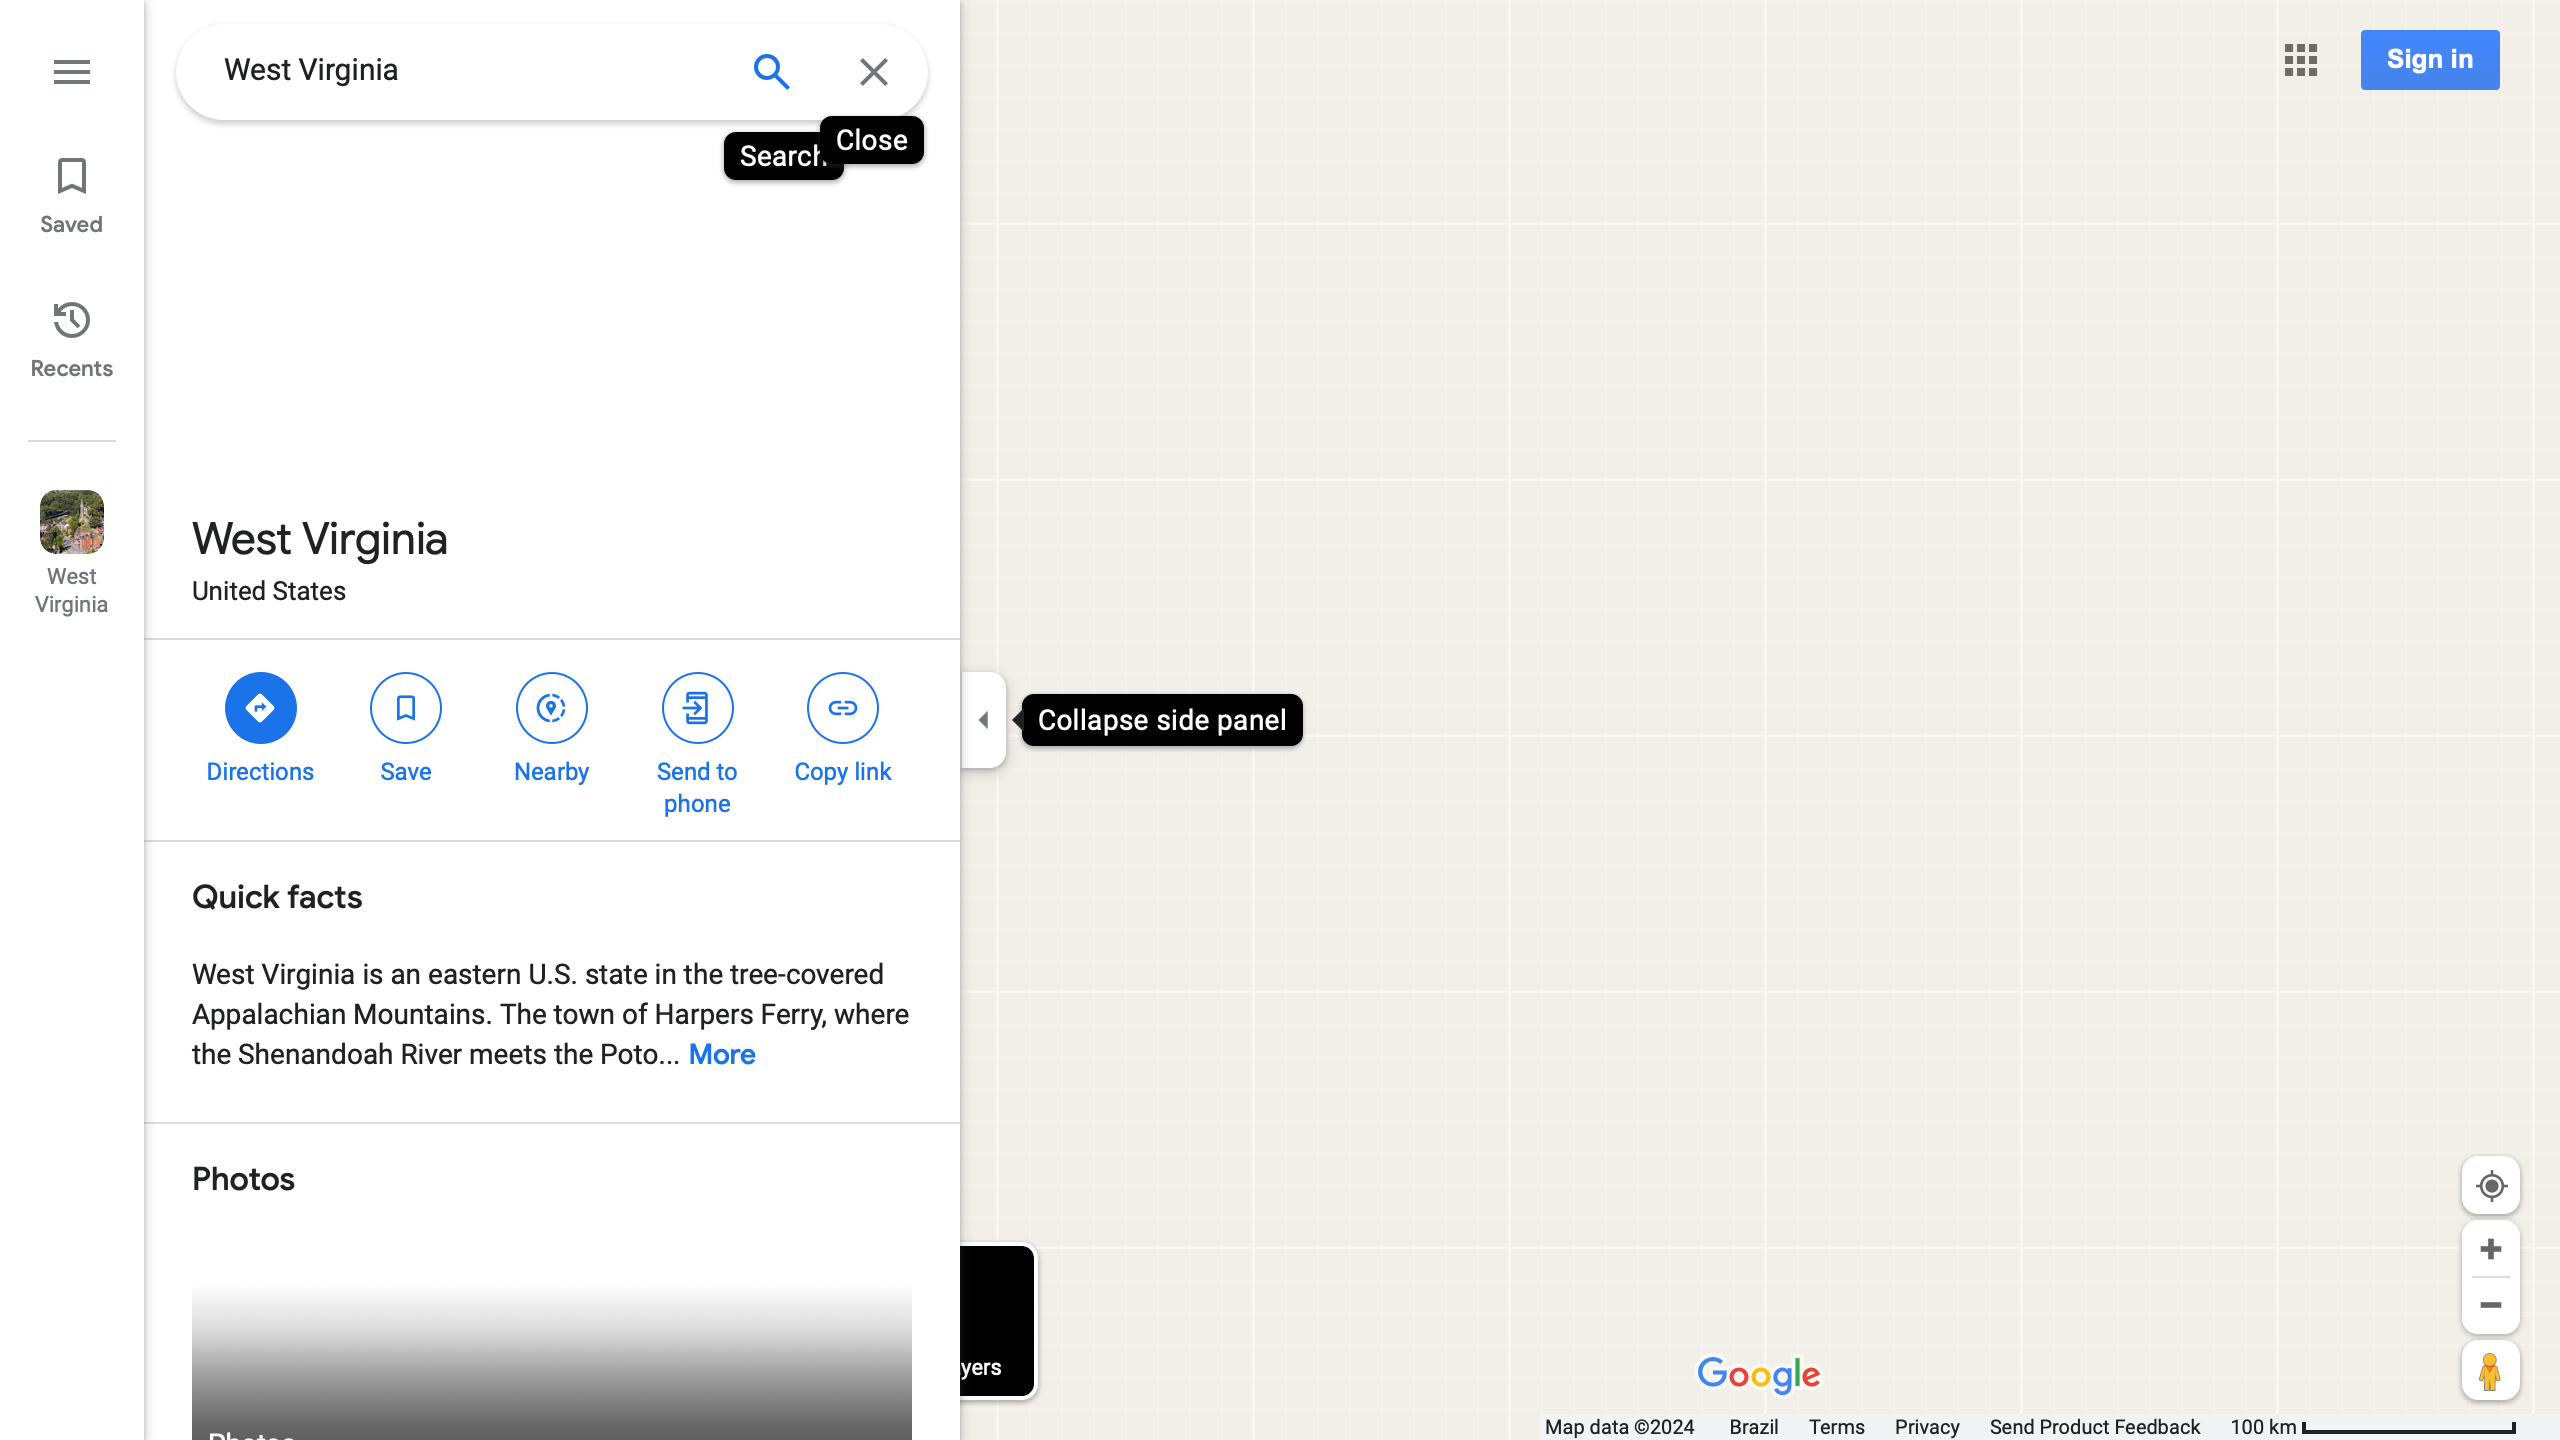 West Virginia
Search
Close
Sign in
Saved
Recents
West
Virginia
West Virginia
United States
Directions
Save
Nearby
Send to
phone
Copy link
Collapse side panel
Quick facts
West Virginia is an eastern U.S. state in the tree-covered
Appalachian Mountains. The town of Harpers Ferry, where
the Shenandoah River meets the Poto... More
Photos
Photos
yers
Google
Map data ©2024 Brazil Terms Privacy Send Product Feedback 100 km